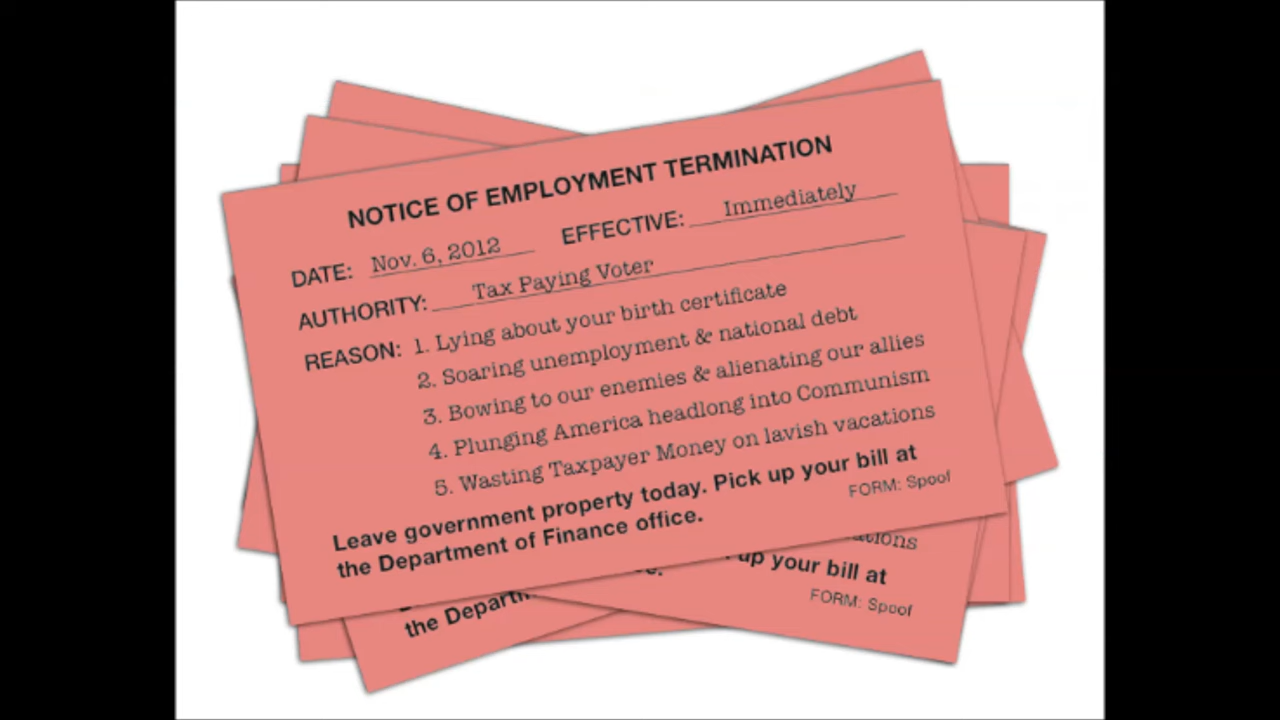 NOTICE OF EMPLOYMENT TERMINATION
DATE: Nov. 6, 2012 EFFECTIVE: Immediately
AUTHORITY: Tax Paying Voter
REASON: 1. Lying about your birth certificate
2. Soaring unemployment & national debt
3. Bowing to our enemies & alienating our allies
4. Plunging America headlong into Communism
5. Wasting Taxpayer Money on lavish vacations
Leave government property today. Pick up your bill at
the Department of Finance office.
FORM: Spoof
up your bill at
FORM: Spoof
the